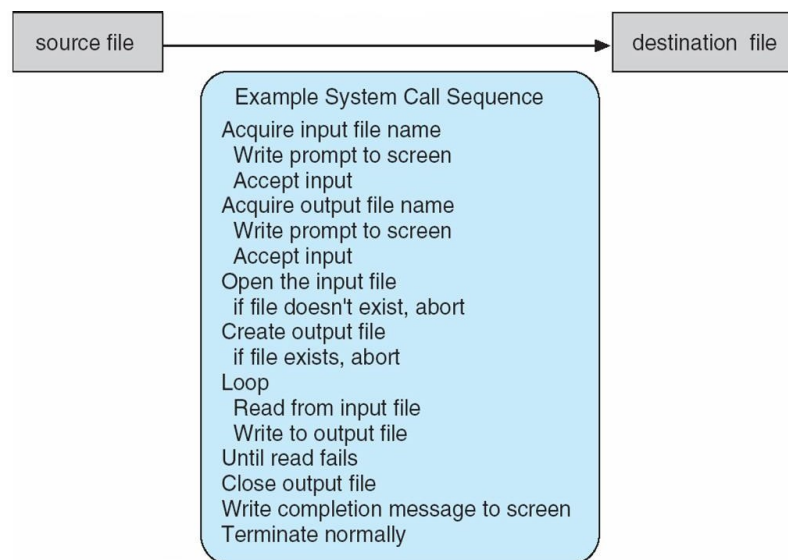 source file
destination file
Example System Call Sequence
Acquire input file name
Write prompt to screen
Accept input
Acquire output file name
Write prompt to screen
Accept input
Open the input file
if file doesn't exist, abort
Create output file
if file exists, abort
Loop
Read from input file
Write to output file
Until read fails
Close output file
Write completion message to screen
Terminate normally